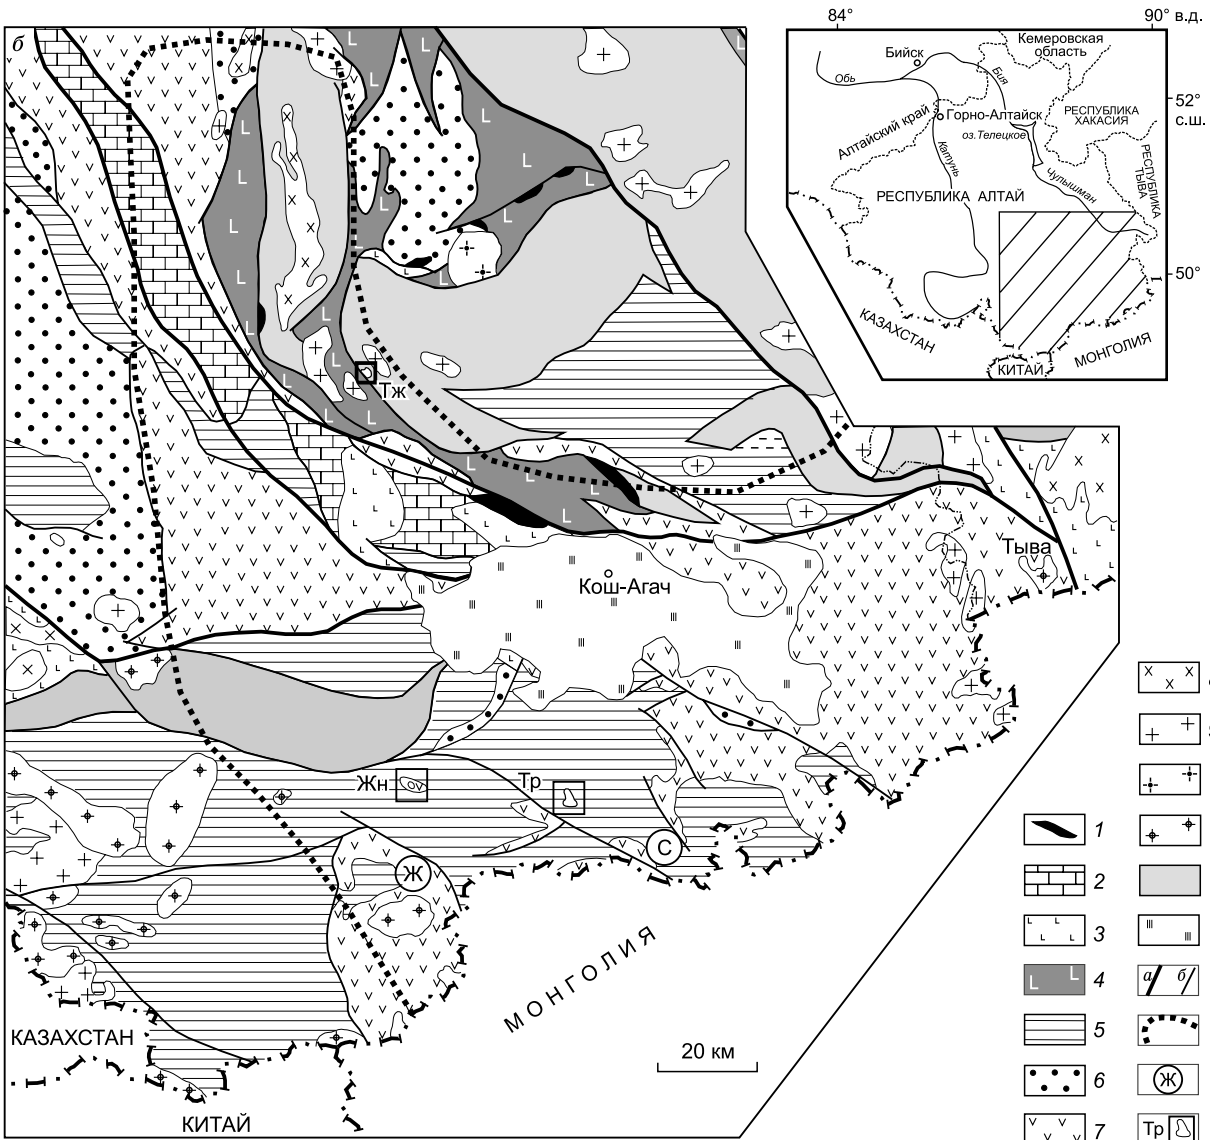 б
84°
90° в.д.
Кемеровская
область
Бийск
Обь
Бия
52°
с.ш.
Алтайский край
Горно-Алтайск
РЕСПУБЛИКА
ХАКАСИЯ
оз.Телецкое
Катунь
Чулышман
РЕСПУБЛИКА
ТЫВА
РЕСПУБЛИКА АЛТАЙ
50°
КАЗАХСТАН
МОНГОЛИЯ
КИТАЙ
Тж
Тыва
Кош-Агач
Жн
Тр
С
Ж
МОНГОЛИЯ
КАЗАХСТАН
КИТАЙ
20 км
1
2
3
4
5
6
7
а
б
Ж
Тр